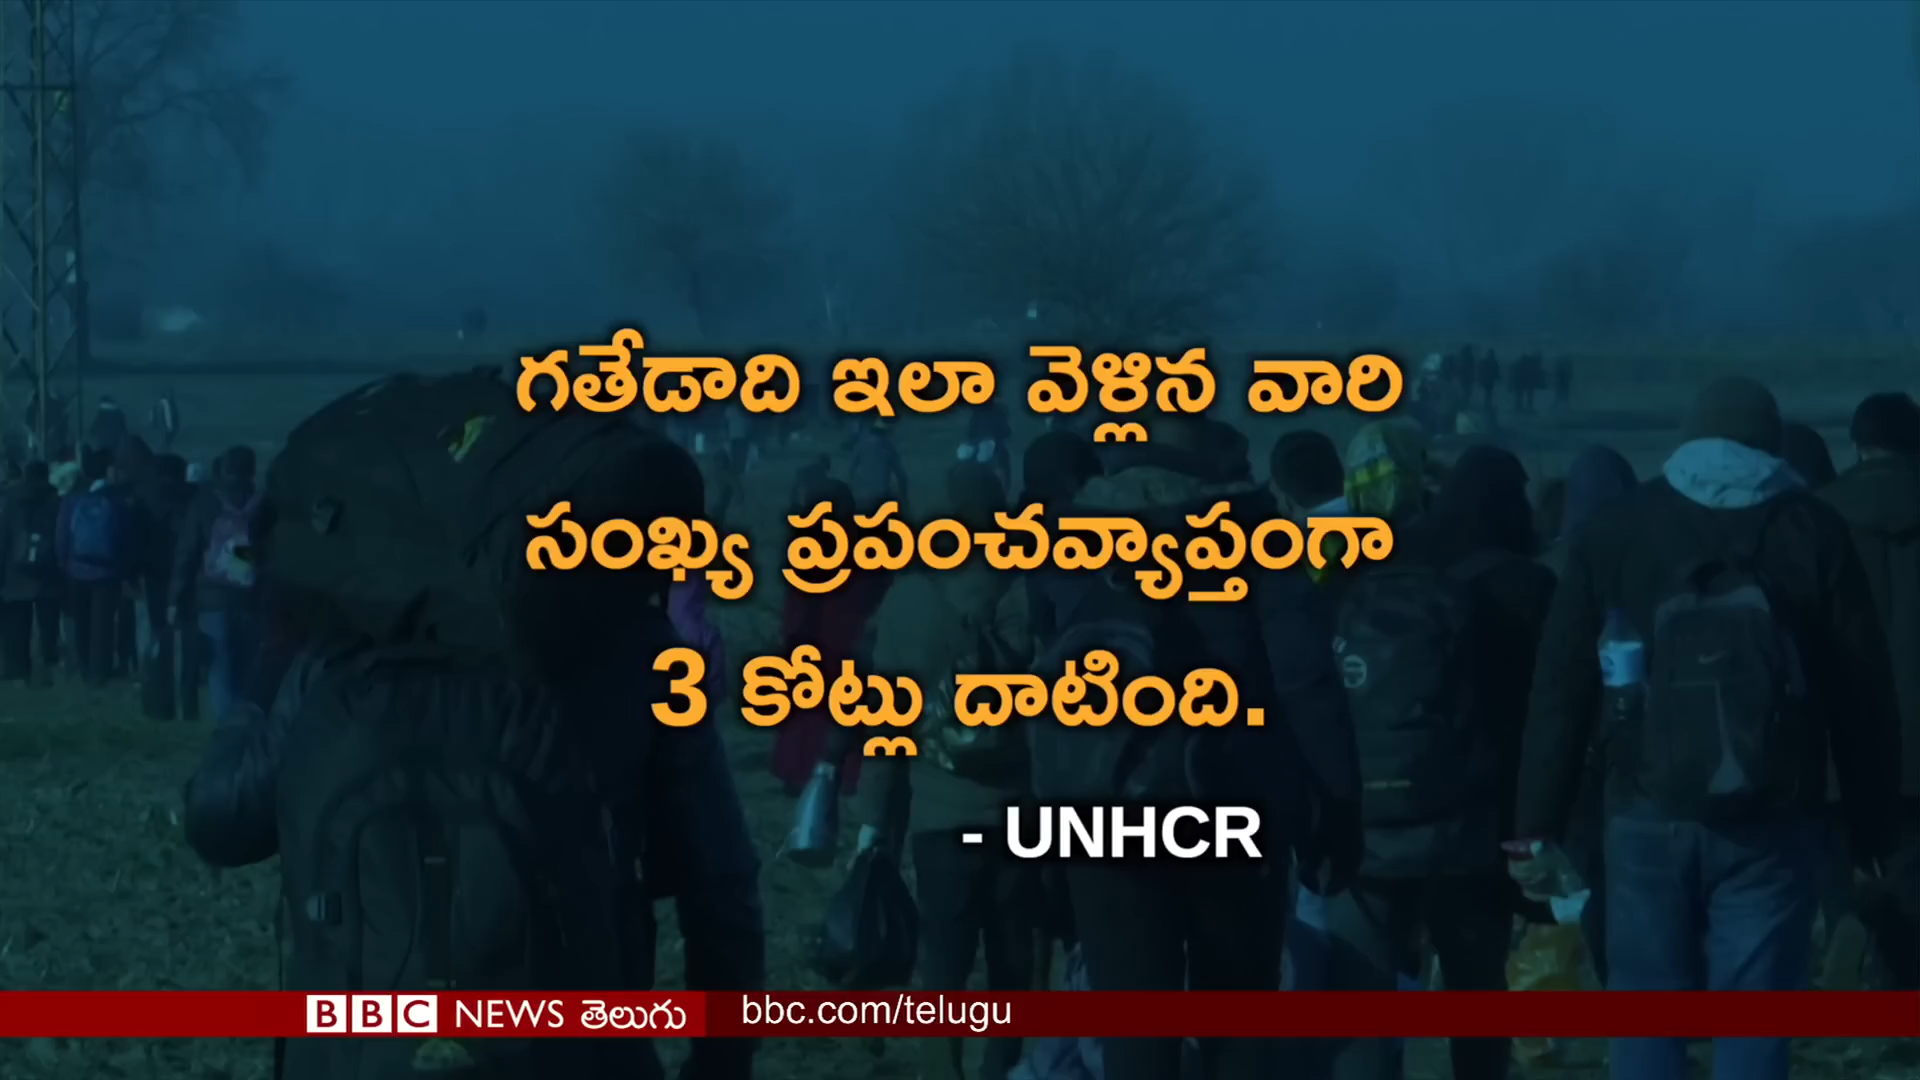 గతేడాది ఇలా వెళ్లిన వారి
సంఖ్య ప్రపంచవ్యాప్తంగా
3 కోట్లు దాటింది.
- UNHCR
BBC NEWS తెలుగు bbc.com/telugu